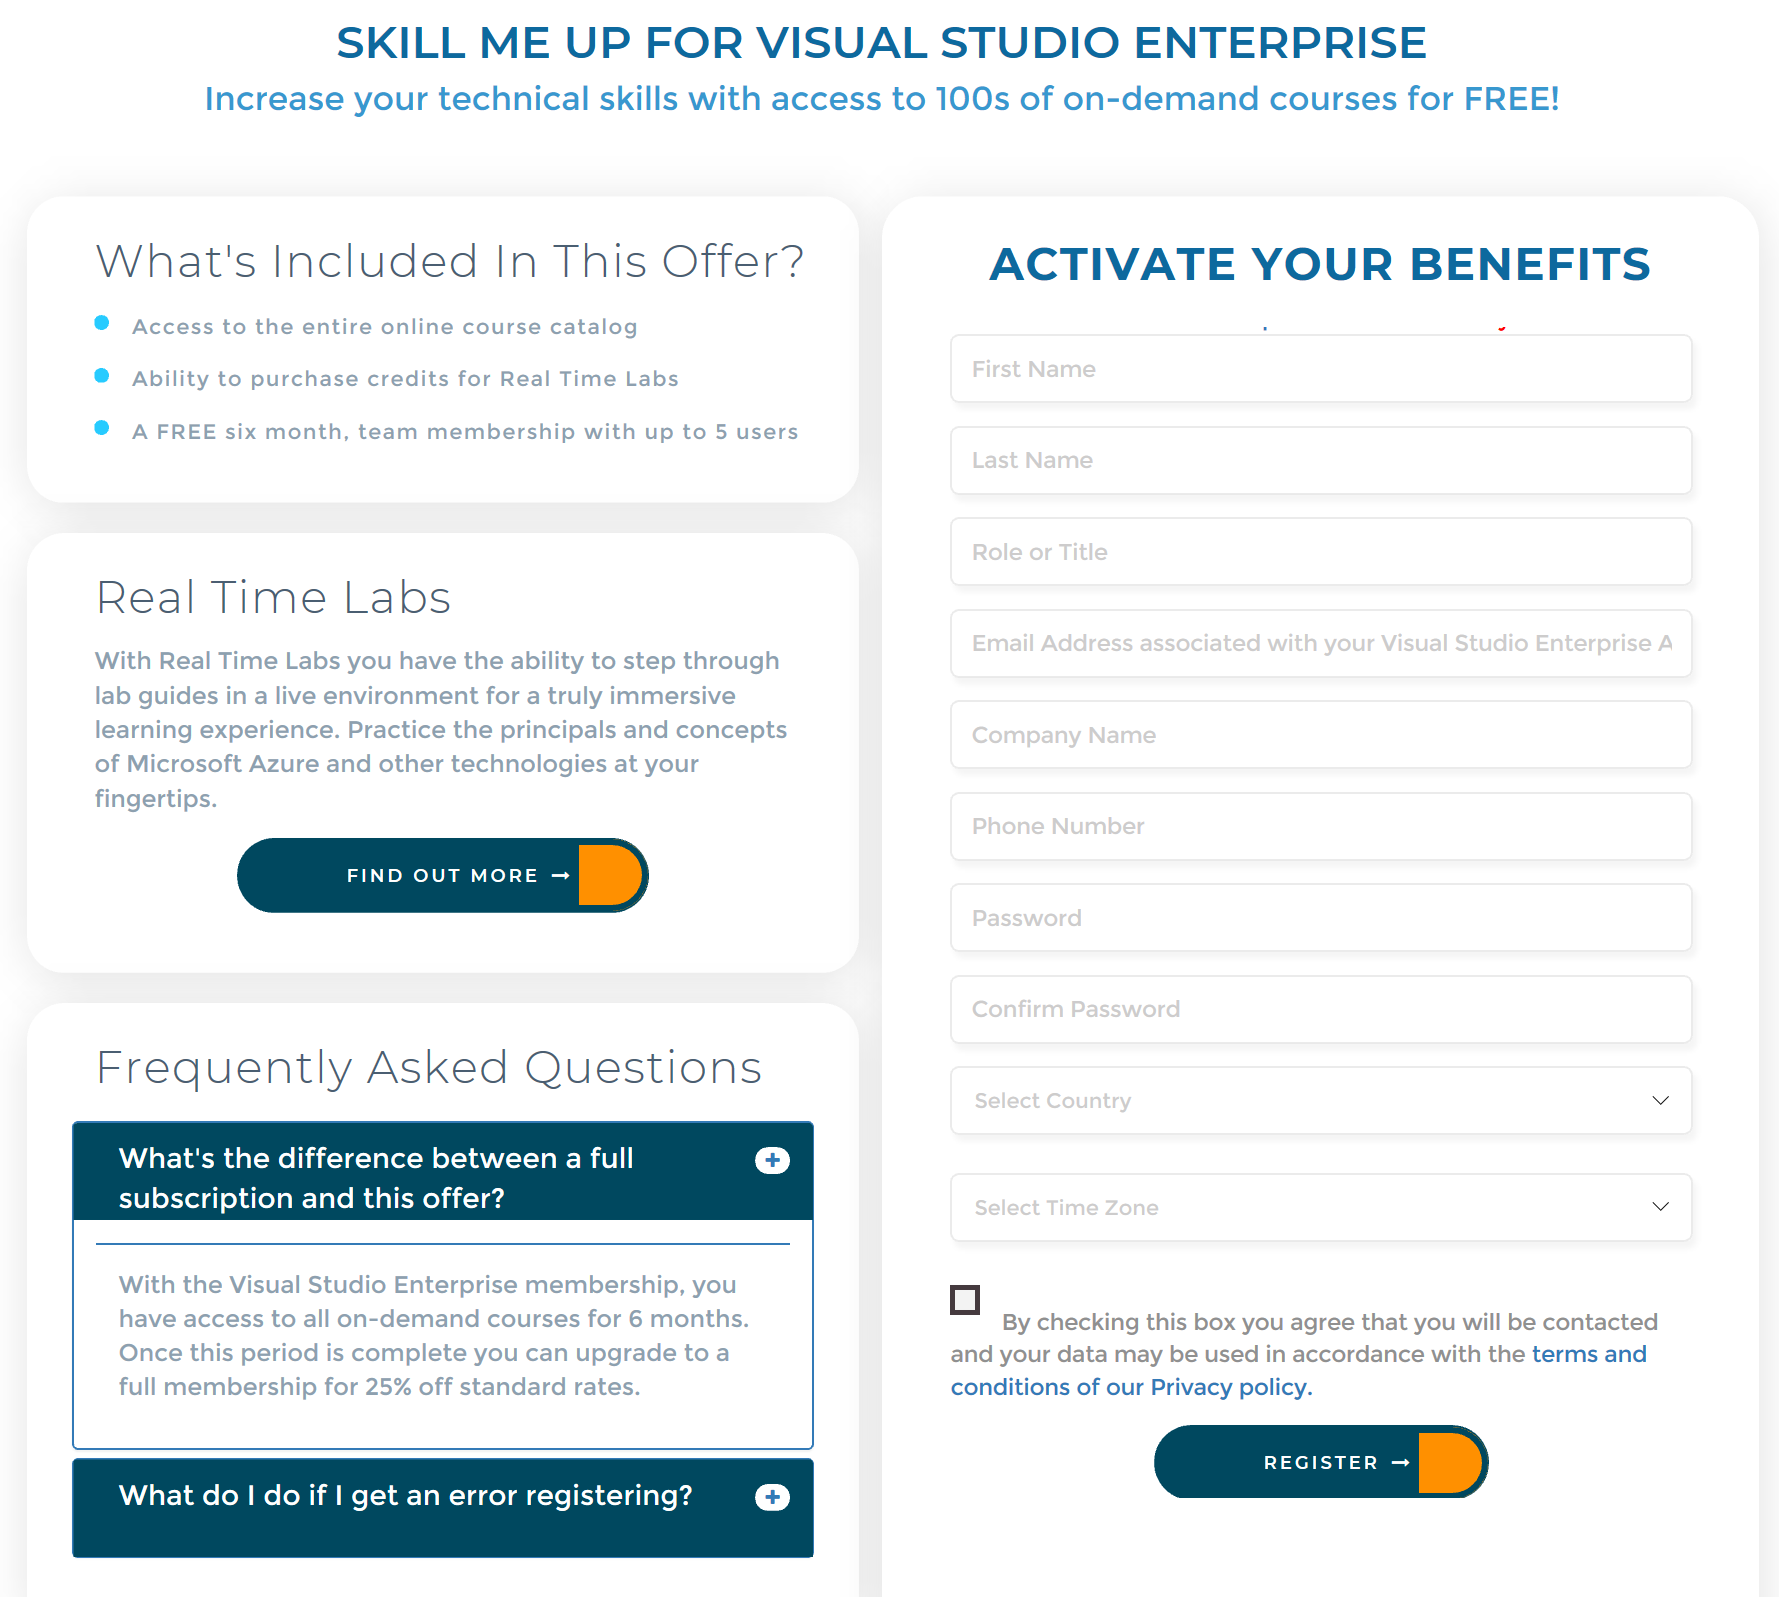 SKILL ME UP FOR VISUAL STUDIO ENTERPRISE
Increase your technical skills with access to 100s of on-demand courses for FREE!
What's Included In This Offer?
Access to the entire online course catalog
Ability to purchase credits for Real Time Labs
A FREE six month, team membership with up to 5 users
Real Time Labs
With Real Time Labs you have the ability to step through
lab guides in a live environment for a truly immersive
learning experience. Practice the principals and concepts
of Microsoft Azure and other technologies at your
fingertips.
FIND OUT MORE →
Frequently Asked Questions
What's the difference between a full
subscription and this offer?
With the Visual Studio Enterprise membership, you
have access to all on-demand courses for 6 months.
Once this period is complete you can upgrade to a
full membership for 25% off standard rates.
What do I do if I get an error registering?
ACTIVATE YOUR BENEFITS
First Name
Last Name
Role or Title
Email Address associated with your Visual Studio Enterprise A
Company Name
Phone Number
Password
Confirm Password
Select Country
Select Time Zone
By checking this box you agree that you will be contacted
and your data may be used in accordance with the terms and
conditions of our Privacy policy.
REGISTER →